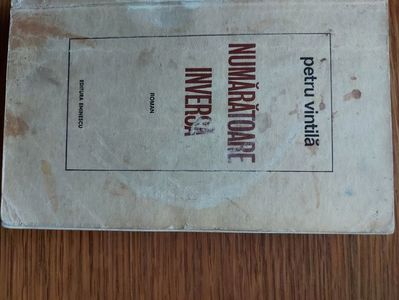 petru vintilă
NUMĂRĂTOARE
INVERSĂ
ROMAN
EDITURA EMINESCU